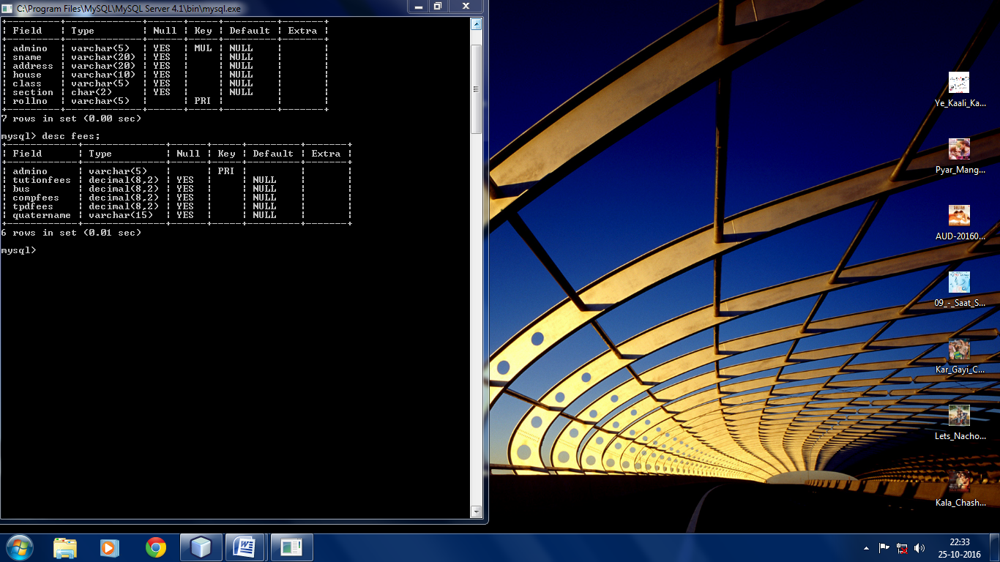 C:\Program Files\MySQL\MySQL Server 4.1\bin\mysql.exe
+---------+-------------+------+-----+---------+-------+
| Field   | Type        | Null | Key | Default | Extra |
+---------+-------------+------+-----+---------+-------+
| admino  | varchar(5)  | YES  | MUL | NULL    |       |
| sname   | varchar(20) | YES  |     | NULL    |       |
| address | varchar(20) | YES  |     | NULL    |       |
| house   | varchar(10) | YES  |     | NULL    |       |
| class   | varchar(5)  | YES  |     | NULL    |       |
| section | char(2)     | YES  |     | NULL    |       |
| rollno  | varchar(5)  |      | PRI |         |       |
+---------+-------------+------+-----+---------+-------+
7 rows in set (0.00 sec)
mysql> desc fees;
+------------+--------------+------+-----+---------+-------+
| Field      | Type         | Null | Key | Default | Extra |
+------------+--------------+------+-----+---------+-------+
| admino     | varchar(5)   |      | PRI |         |       |
| tutionfees | decimal(8,2) | YES  |     | NULL    |       |
| bus        | decimal(8,2) | YES  |     | NULL    |       |
| compfees   | decimal(8,2) | YES  |     | NULL    |       |
| tpdfees    | decimal(8,2) | YES  |     | NULL    |       |
| quatername | varchar(15)  | YES  |     | NULL    |       |
+------------+--------------+------+-----+---------+-------+
6 rows in set (0.01 sec)
mysql>
Ye_Kaali_Ka...
Pyar_Mang...
AUD-20160...
09_-_Saat_S...
Kar_Gayi_C...
Lets_Nacho...
Kala_Chash...
22:33
25-10-2016